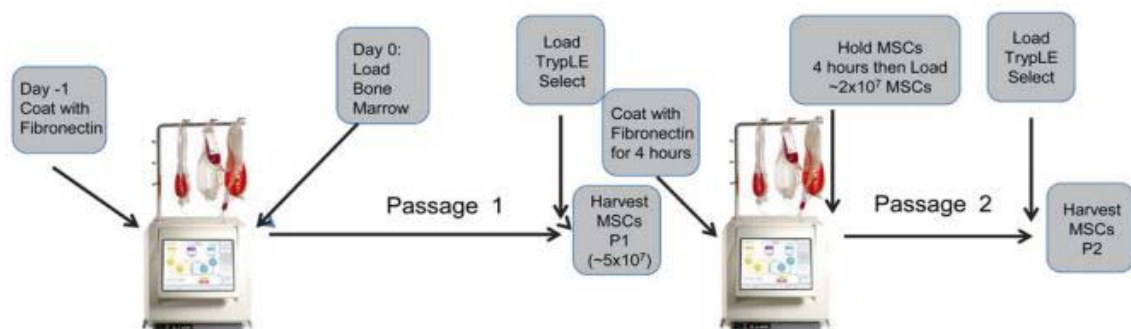 Day -1
Coat with
Fibronectin
Day 0:
Load
Bone
Marrow
Load
TrypLE
Select
Passage 1
Harvest
MSCs
P1
(~5x10⁷)
Coat with
Fibronectin
for 4 hours
Hold MSCs
4 hours then Load
~2x10⁷ MSCs
Load
TrypLE
Select
Passage 2
Harvest
MSCs
P2